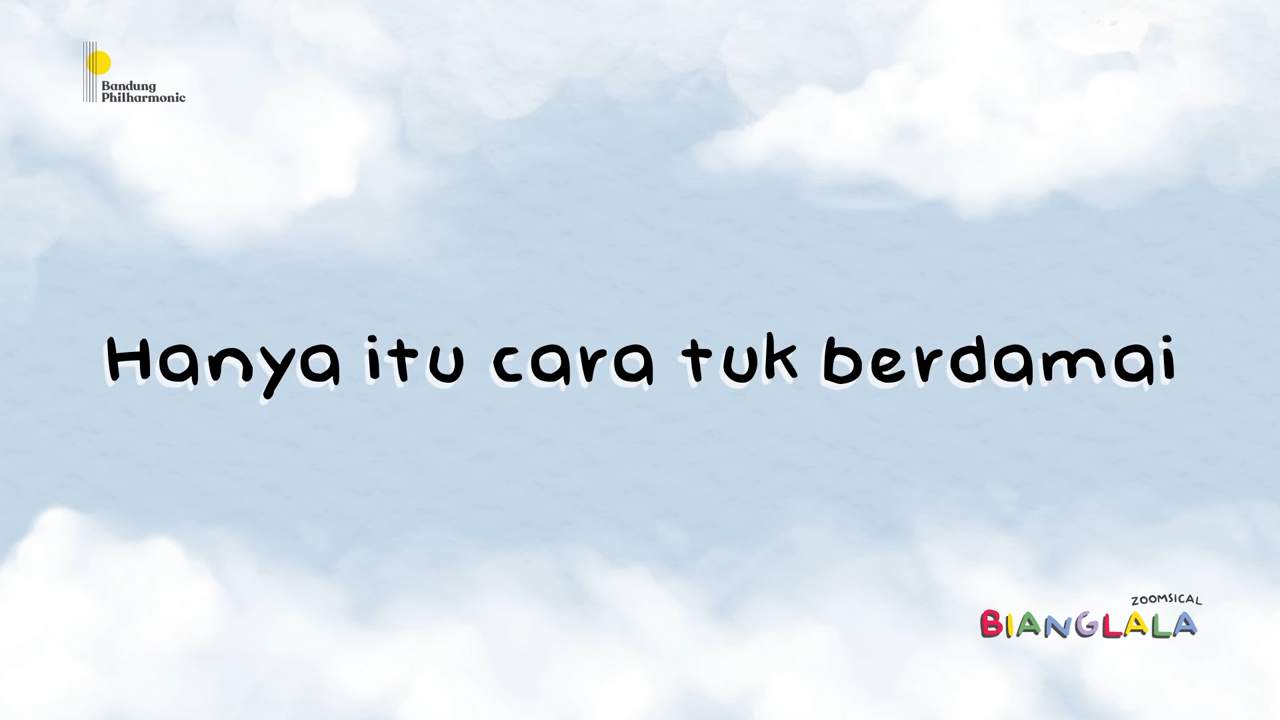 Bandung
Philharmonic
Hanya itu cara tuk berdamai
ZOOMSICAL
BIANGLALA